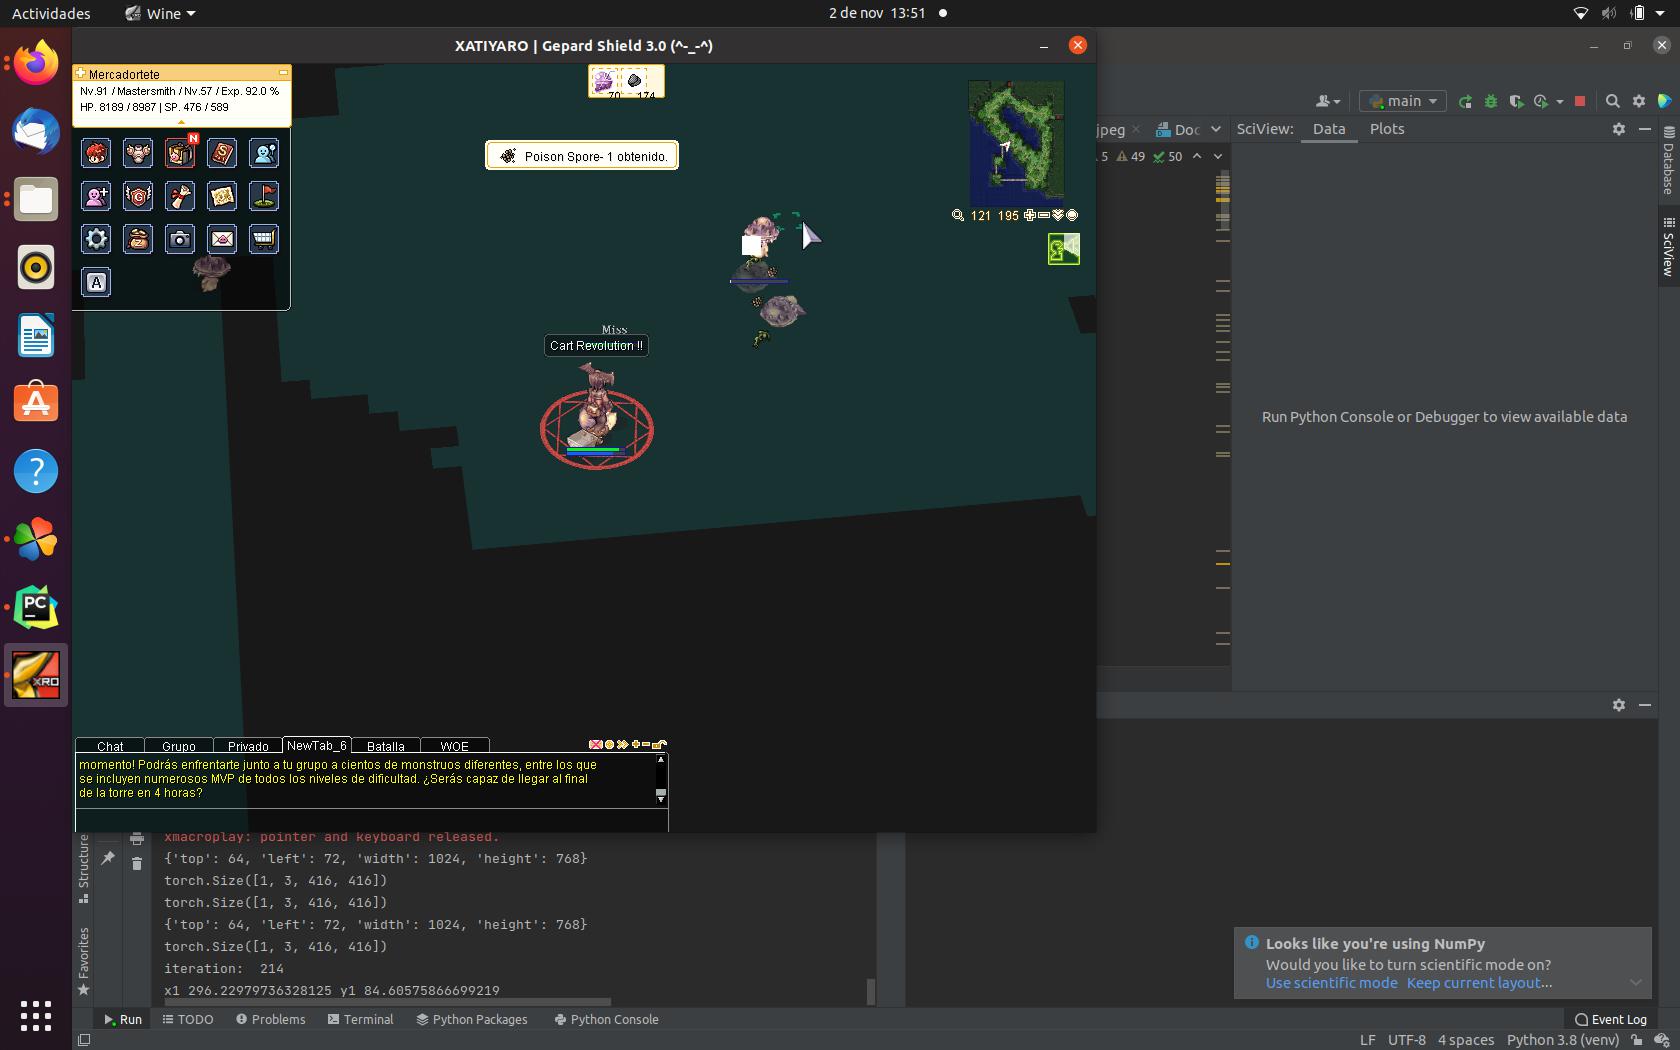 Actividades
Wine
2 de nov 13:51
XATIYARO | Gepard Shield 3.0 (^-_-^)
Mercadortete
Nv.91 / Mastersmith / Nv.57 / Exp. 92.0 %
HP. 8189 / 8987 | SP. 476 / 589
N
A
70 174
Poison Spore- 1 obtenido.
121 195
Miss
Cart Revolution !!
main
jpeg
Doc
SciView:
Data
Plots
5
49
50
Database
SciView
Run Python Console or Debugger to view available data
PC
XRO
Chat
Grupo
Privado
NewTab_6
Batalla
WOE
momento! Podrás enfrentarte junto a tu grupo a cientos de monstruos diferentes, entre los que
se incluyen numerosos MVP de todos los niveles de dificultad. ¿Serás capaz de llegar al final
de la torre en 4 horas?
xmacroplay: pointer and keyboard released.
{'top': 64, 'left': 72, 'width': 1024, 'height': 768}
torch.Size([1, 3, 416, 416])
torch.Size([1, 3, 416, 416])
{'top': 64, 'left': 72, 'width': 1024, 'height': 768}
torch.Size([1, 3, 416, 416])
iteration: 214
x1 296.22979736328125 y1 84.60575866699219
Structure
Favorites
Looks like you're using NumPy
Would you like to turn scientific mode on?
Use scientific mode
Keep current layout...
Run
TODO
Problems
Terminal
Python Packages
Python Console
Event Log
LF
UTF-8
4 spaces
Python 3.8 (venv)